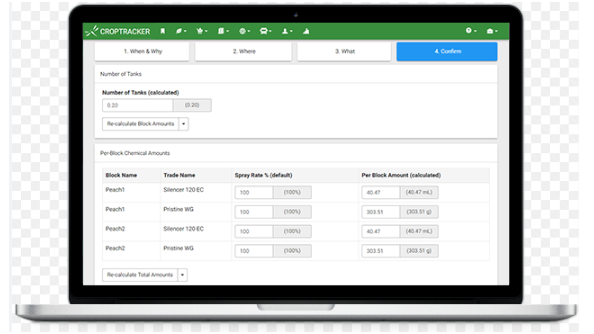 CROPTRACKER
1. When & Why 2. Where 3. What 4. Confirm
Number of Tanks
Number of Tanks (calculated)
0.20 (0.20)
Re-calculate Block Amounts
Per-Block Chemical Amounts
Block Name Trade Name Spray Rate % (default) Per Block Amount (calculated)
Peach1 Silencer 120 EC 100 (100%) 40.47 (40.47 mL)
Peach1 Pristine WG 100 (100%) 303.51 (303.51 g)
Peach2 Silencer 120 EC 100 (100%) 40.47 (40.47 mL)
Peach2 Pristine WG 100 (100%) 303.51 (303.51 g)
Re-calculate Total Amounts